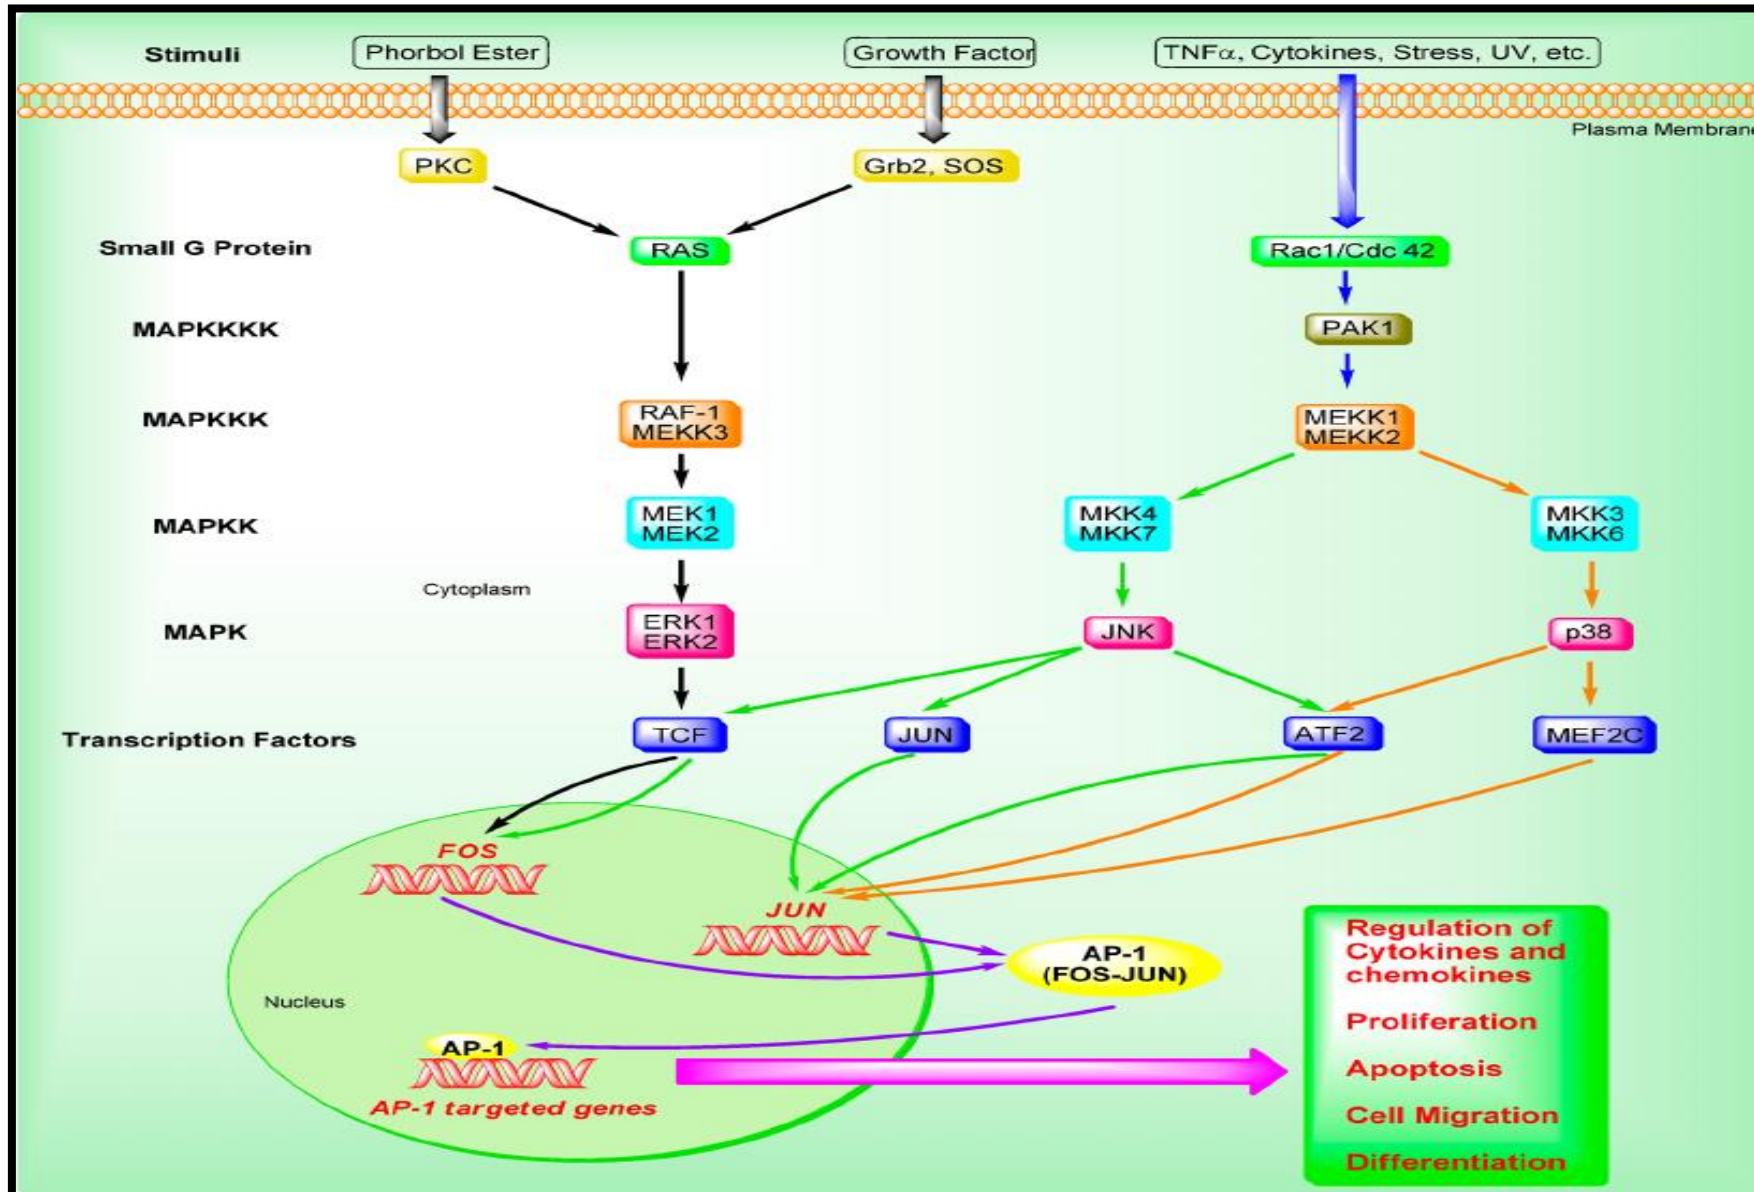 Stimuli
Phorbol Ester
Growth Factor
TNFα, Cytokines, Stress, UV, etc.
Plasma Membrane
PKC
Grb2, SOS
Small G Protein
RAS
Rac1/Cdc 42
MAPKKKK
PAK1
MAPKKK
RAF-1
MEKK3
MEKK1
MEKK2
MAPKK
MEK1
MEK2
MKK4
MKK7
MKK3
MKK6
Cytoplasm
MAPK
ERK1
ERK2
JNK
p38
Transcription Factors
TCF
JUN
ATF2
MEF2C
FOS
JUN
AP-1
(FOS-JUN)
Nucleus
AP-1
AP-1 targeted genes
Regulation of
Cytokines and
chemokines
Proliferation
Apoptosis
Cell Migration
Differentiation